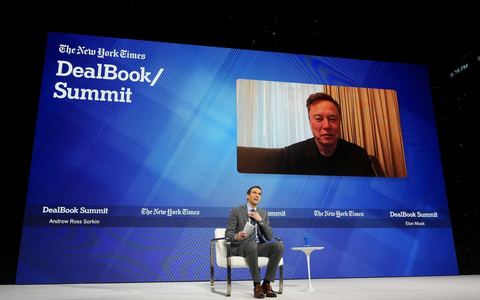 The New York Times
DealBook/
Summit
DealBook Summit
Andrew Ross Sorkin
The New York Times
Summit
The New York Times
DealBook Summit
Elon Musk